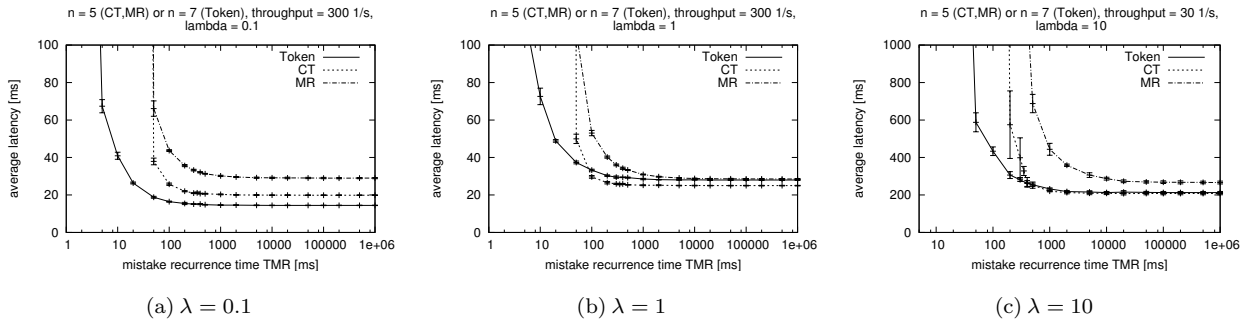 n = 5 (CT,MR) or n = 7 (Token), throughput = 300 1/s,
lambda = 0.1
100
80
60
40
20
0
average latency [ms]
Token
CT
MR
1
10
100
1000
10000
100000
1e+06
mistake recurrence time TMR [ms]
(a) λ = 0.1
n = 5 (CT,MR) or n = 7 (Token), throughput = 300 1/s,
lambda = 1
100
80
60
40
20
0
average latency [ms]
Token
CT
MR
1
10
100
1000
10000
100000
1e+06
mistake recurrence time TMR [ms]
(b) λ = 1
n = 5 (CT,MR) or n = 7 (Token), throughput = 30 1/s,
lambda = 10
1000
800
600
400
200
0
average latency [ms]
Token
CT
MR
10
100
1000
10000
100000
1e+06
mistake recurrence time TMR [ms]
(c) λ = 10